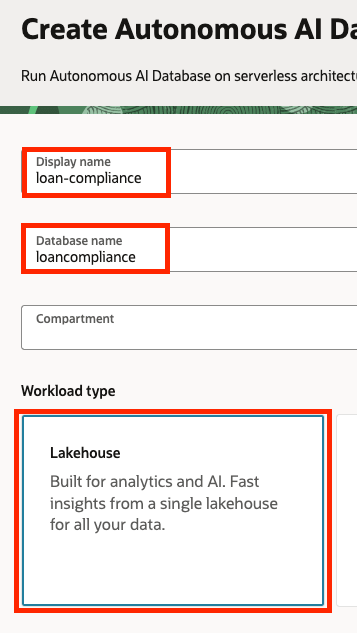 Create Autonomous AI Da
Run Autonomous AI Database on serverless architectu
Display name
loan-compliance
Database name
loancompliance
Compartment
Workload type
Lakehouse
Built for analytics and AI. Fast
insights from a single lakehouse
for all your data.